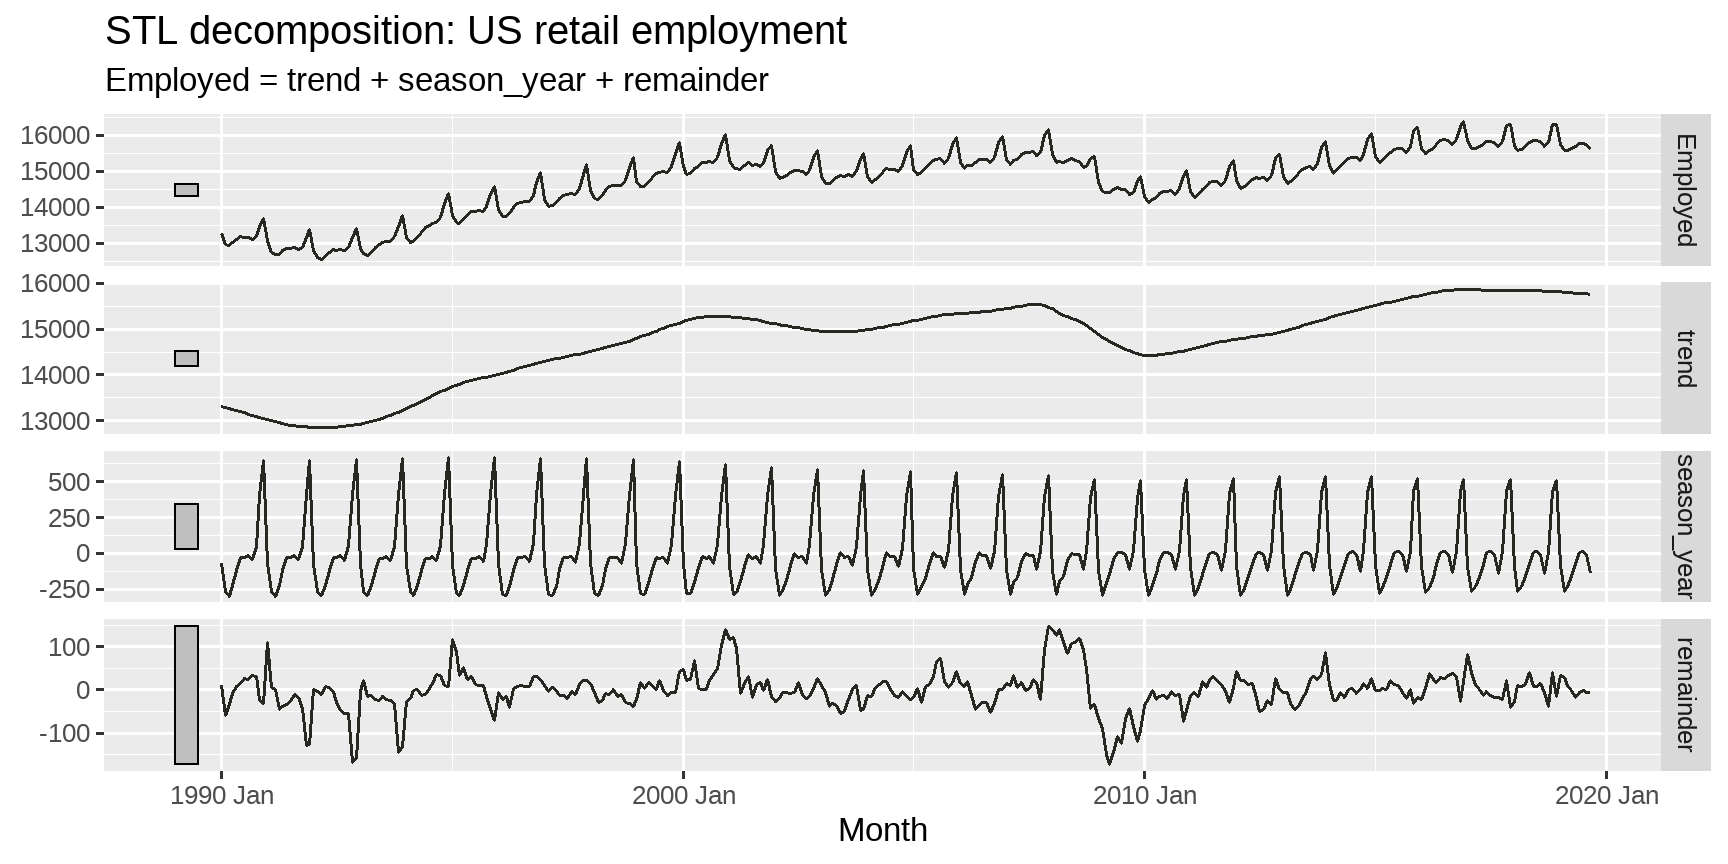 STL decomposition: US retail employment
Employed = trend + season_year + remainder
16000
15000
14000
13000
Employed
16000
15000
14000
13000
trend
500
250
0
-250
season_year
100
0
-100
remainder
1990 Jan
2000 Jan
2010 Jan
2020 Jan
Month